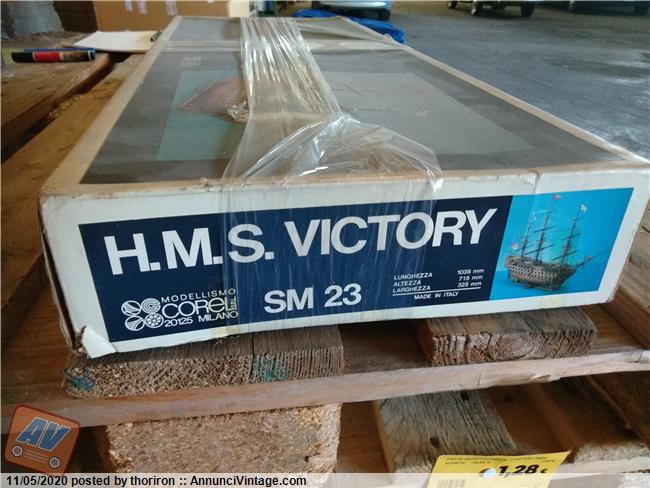 H.M.S. VICTORY
MODELLISMO
COREL SRL
20125 MILANO
SM 23
LUNGHEZZA 1035 mm
ALTEZZA 715 mm
LARGHEZZA 325 mm
MADE IN ITALY
1,28 €
AV
11/05/2020 posted by thoriron :: AnnunciVintage.com